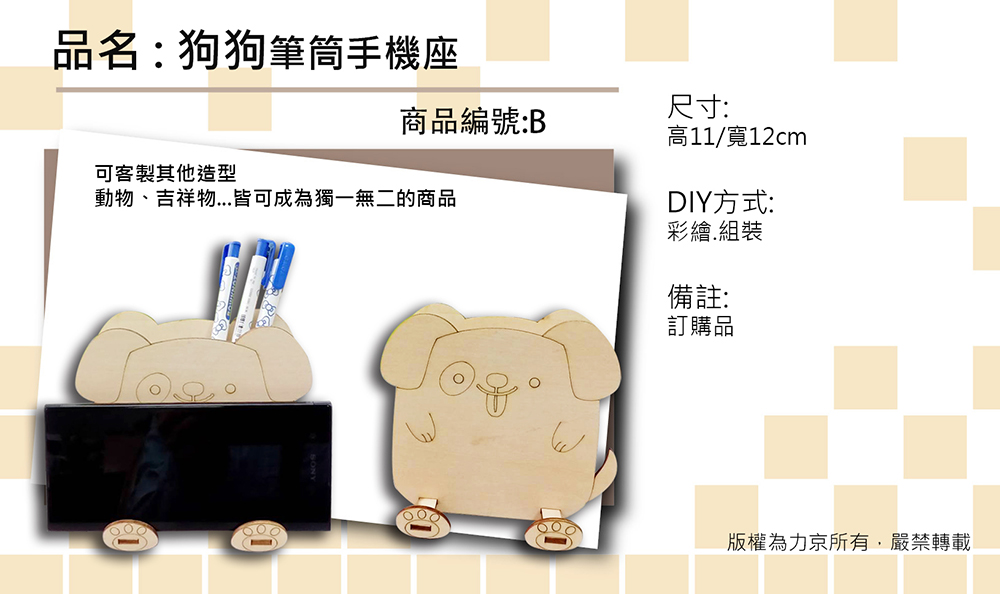 品名 : 狗狗筆筒手機座
商品編號:B
可客製其他造型
動物、吉祥物...皆可成為獨一無二的商品
尺寸:
高11/寬12cm
DIY方式:
彩繪.組裝
備註:
訂購品
SONY
版權為力京所有，嚴禁轉載